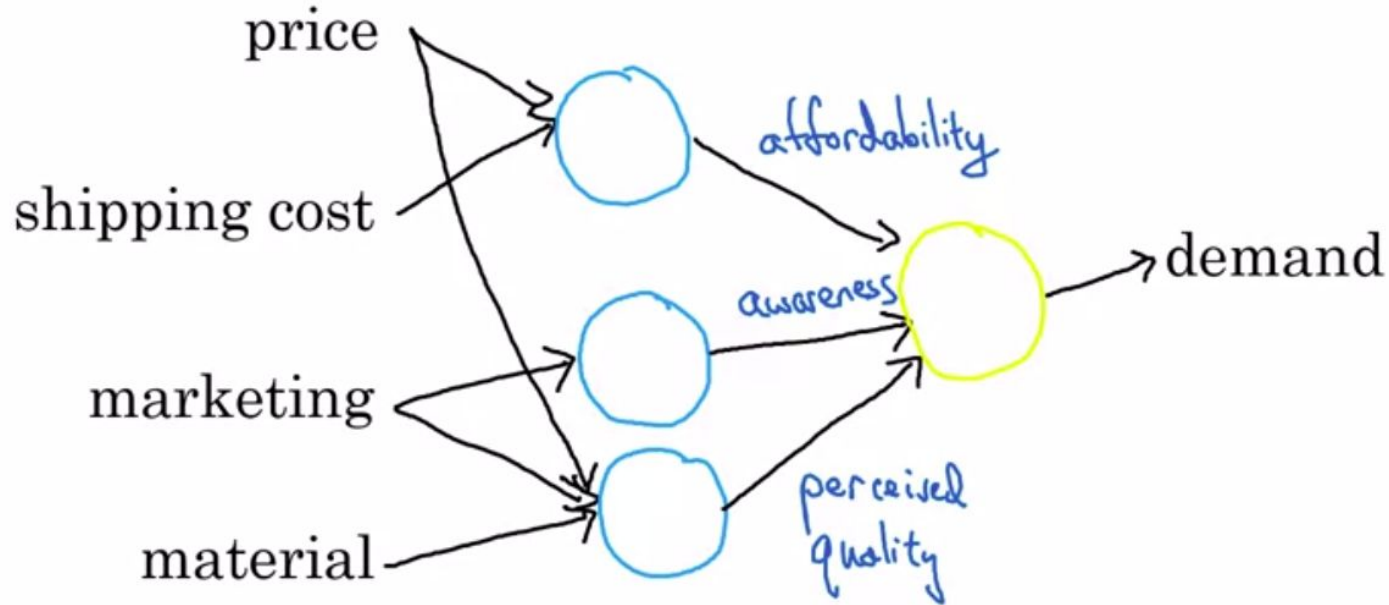 price
affordability
shipping cost
demand
awareness
marketing
perceived
quality
material